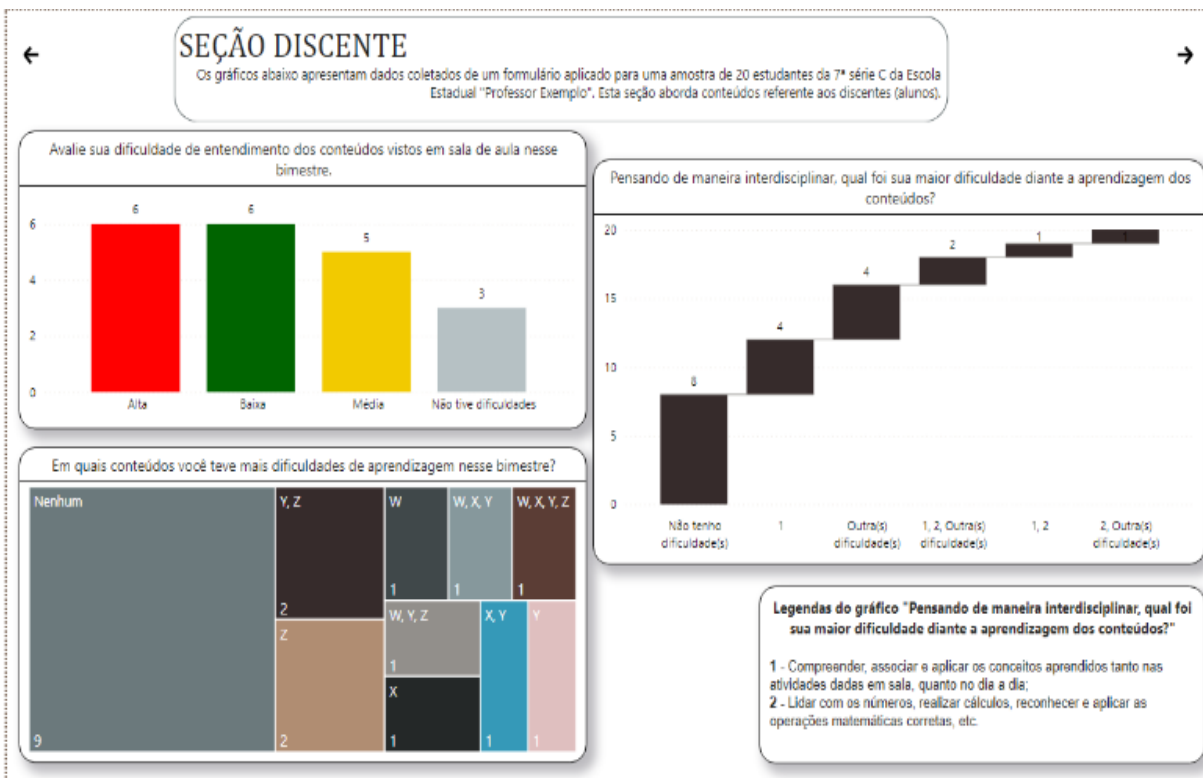 SEÇÃO DISCENTE
Os gráficos abaixo apresentam dados coletados de um formulário aplicado para uma amostra de 20 estudantes da 7ª série C da Escola
Estadual "Professor Exemplo". Esta seção aborda conteúdos referente aos discentes (alunos).
Avalie sua dificuldade de entendimento dos conteúdos vistos em sala de aula nesse
bimestre.
6
4
2
0
6
6
5
3
Alta
Baixa
Média
Não tive dificuldades
Pensando de maneira interdisciplinar, qual foi sua maior dificuldade diante a aprendizagem dos
conteúdos?
20
15
10
5
0
8
4
4
2
1
1
Não tenho
dificuldade(s)
1
Outra(s)
dificuldade(s)
1, 2, Outra(s)
dificuldade(s)
1, 2
2, Outra(s)
dificuldade(s)
Em quais conteúdos você teve mais dificuldades de aprendizagem nesse bimestre?
Nenhum
9
Y, Z
2
Z
2
W
1
W, X, Y
1
W, X, Y, Z
1
W, Y, Z
1
X
1
X, Y
1
Y
1
Legendas do gráfico "Pensando de maneira interdisciplinar, qual foi
sua maior dificuldade diante a aprendizagem dos conteúdos?"
1 - Compreender, associar e aplicar os conceitos aprendidos tanto nas
atividades dadas em sala, quanto no dia a dia;
2 - Lidar com os números, realizar cálculos, reconhecer e aplicar as
operações matemáticas corretas, etc.